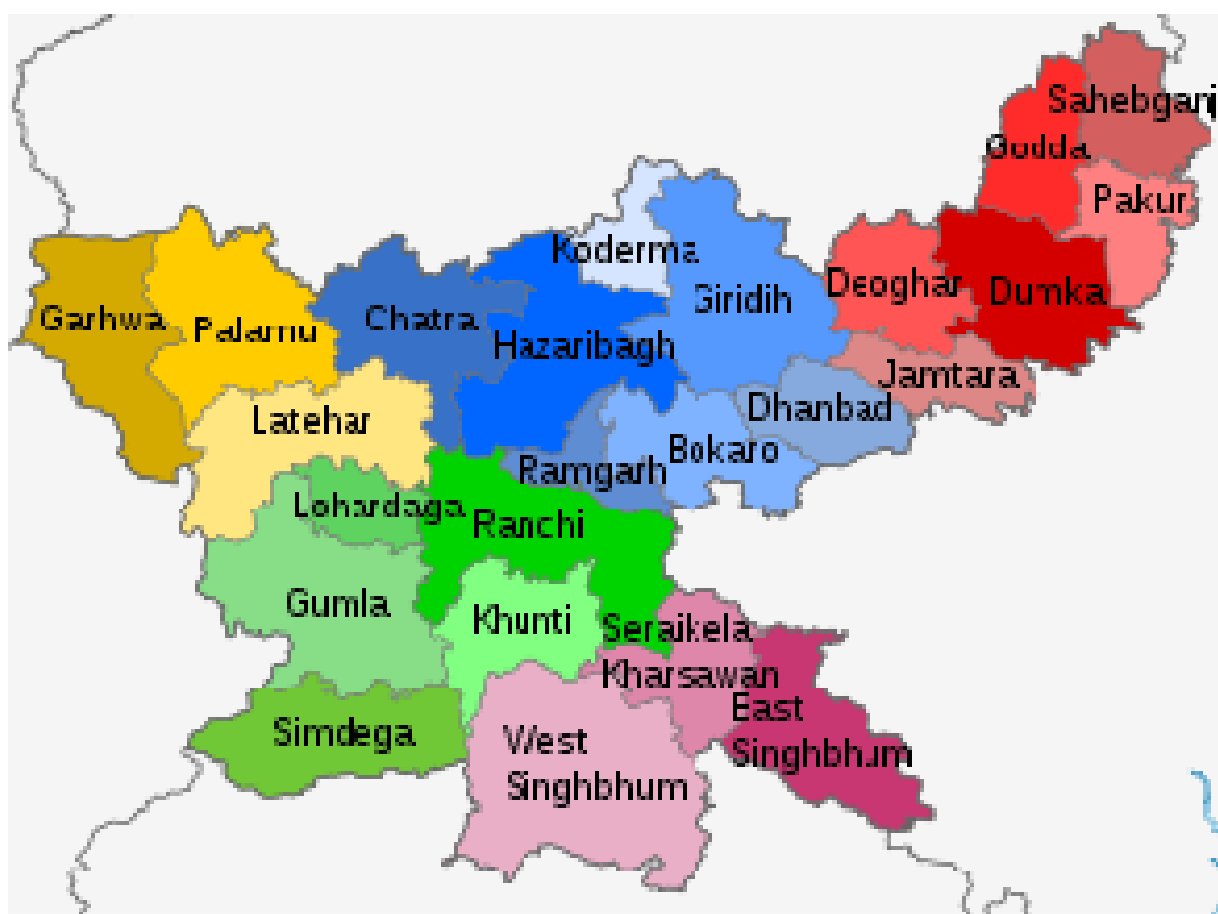 Sahebganj
Godda
Pakur
Koderma
Giridih
Deoghar
Dumka
Garhwa
Palamu
Chatra
Hazaribagh
Jamtara
Latehar
Dhanbad
Bokaro
Ramgarh
Lohardaga
Ranchi
Gumla
Khunti
Seraikela
Kharsawan
East
Singhbhum
Simdega
West
Singhbhum